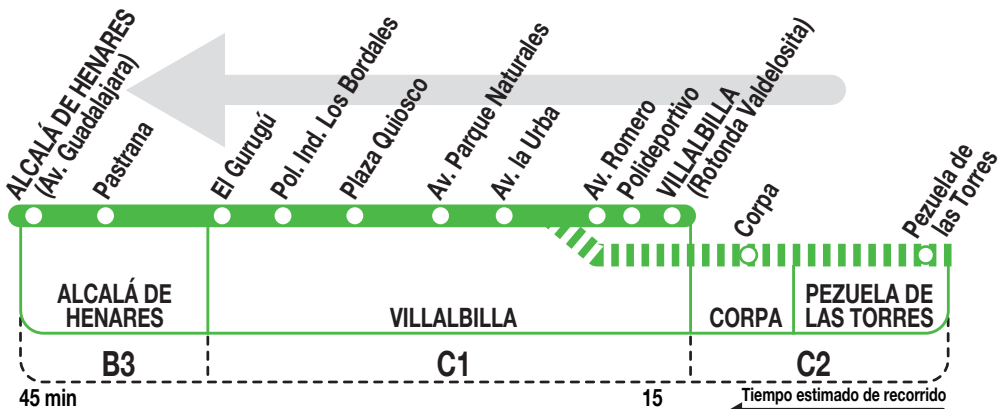 ALCALÁ DE HENARES
(Av. Guadalajara)
Pastrana
El Gurugú
Pol. Ind. Los Bordales
Plaza Quiosco
Av. Parque Naturales
Av. la Urba
Av. Romero
Polideportivo
VILLALBILLA
(Rotonda Valdelosita)
Corpa
Pezuela de
las Torres
ALCALÁ DE
HENARES
VILLALBILLA
CORPA
PEZUELA DE
LAS TORRES
B3
C1
C2
45 min
15
Tiempo estimado de recorrido